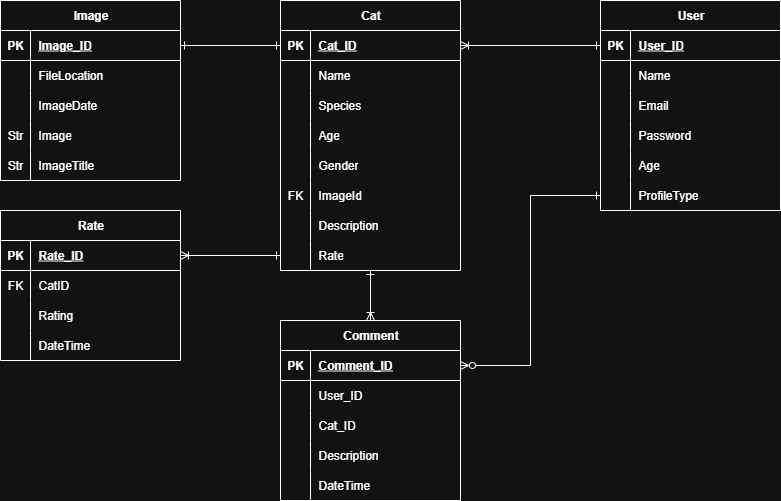 Image
PK Image_ID
FileLocation
ImageDate
Str Image
Str ImageTitle
Cat
PK Cat_ID
Name
Species
Age
Gender
FK ImageId
Description
Rate
User
PK User_ID
Name
Email
Password
Age
ProfileType
Rate
PK Rate_ID
FK CatID
Rating
DateTime
Comment
PK Comment_ID
User_ID
Cat_ID
Description
DateTime